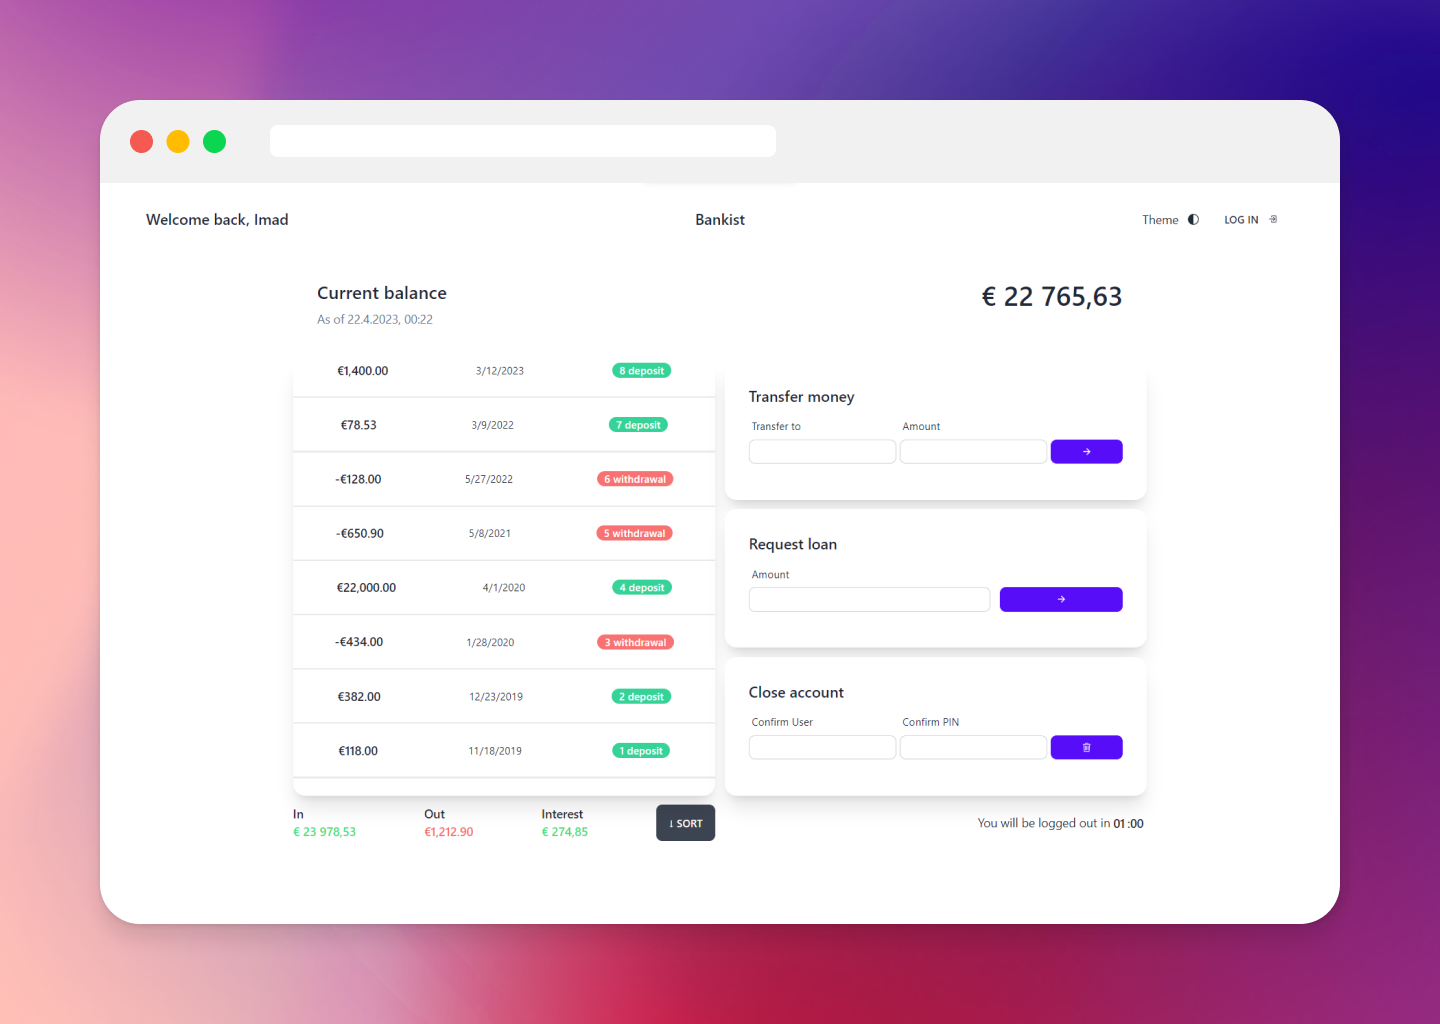 Welcome back, Imad
Bankist
Theme
LOG IN
Current balance
€ 22 765,63
As of 22.4.2023, 00:22
€1,400.00 3/12/2023 8 deposit
€78.53 3/9/2022 7 deposit
-€128.00 5/27/2022 6 withdrawal
-€650.90 5/8/2021 5 withdrawal
€22,000.00 4/1/2020 4 deposit
-€434.00 1/28/2020 3 withdrawal
€382.00 12/23/2019 2 deposit
€118.00 11/18/2019 1 deposit
In
€ 23 978,53
Out
€1,212.90
Interest
€ 274,85
↓ SORT
Transfer money
Transfer to Amount
Request loan
Amount
Close account
Confirm User Confirm PIN
You will be logged out in 01:00